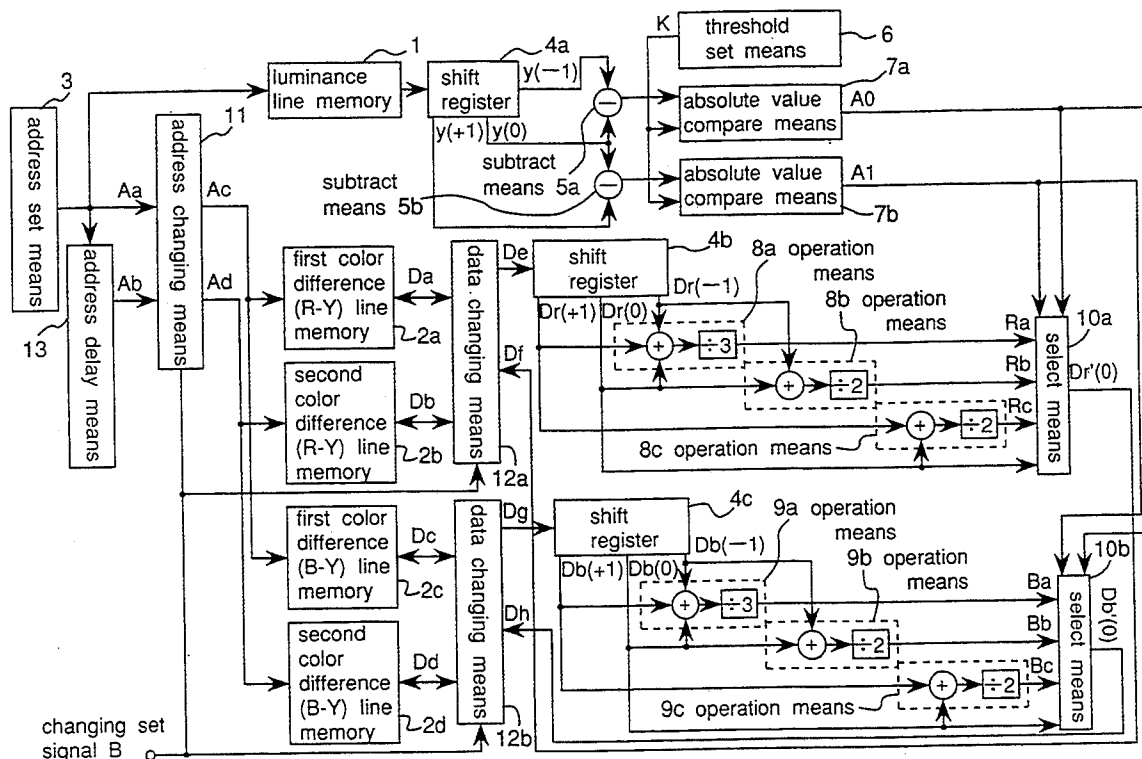 K
threshold
set means
6
1
4a
7a
3
luminance
line memory
shift
register
y(−1)
absolute value
compare means
A0
11
y(+1)
y(0)
subtract
means 5a
subtract
means 5b
absolute value
compare means
A1
7b
address set means
Aa
address changing means
Ac
Ab
Ad
13
address delay means
first color
difference
(R-Y) line
memory
2a
Da
data changing means
De
Df
shift
register
4b
8a operation
means
Dr(−1)
8b operation
means
Dr(+1)
Dr(0)
+
÷3
Ra
10a
select means
Dr'(0)
second
color
difference
(R-Y) line
memory
2b
Db
+
÷2
Rb
+
÷2
Rc
8c operation means
12a
first color
difference
(B-Y) line
memory
2c
Dc
data changing means
Dg
Dh
shift
register
4c
9a operation
means
Db(−1)
9b operation
means
Db(+1)
Db(0)
+
÷3
Ba
10b
select means
Db'(0)
second
color
difference
(B-Y) line
memory
2d
Dd
+
÷2
Bb
+
÷2
Bc
9c operation means
12b
changing set
signal B